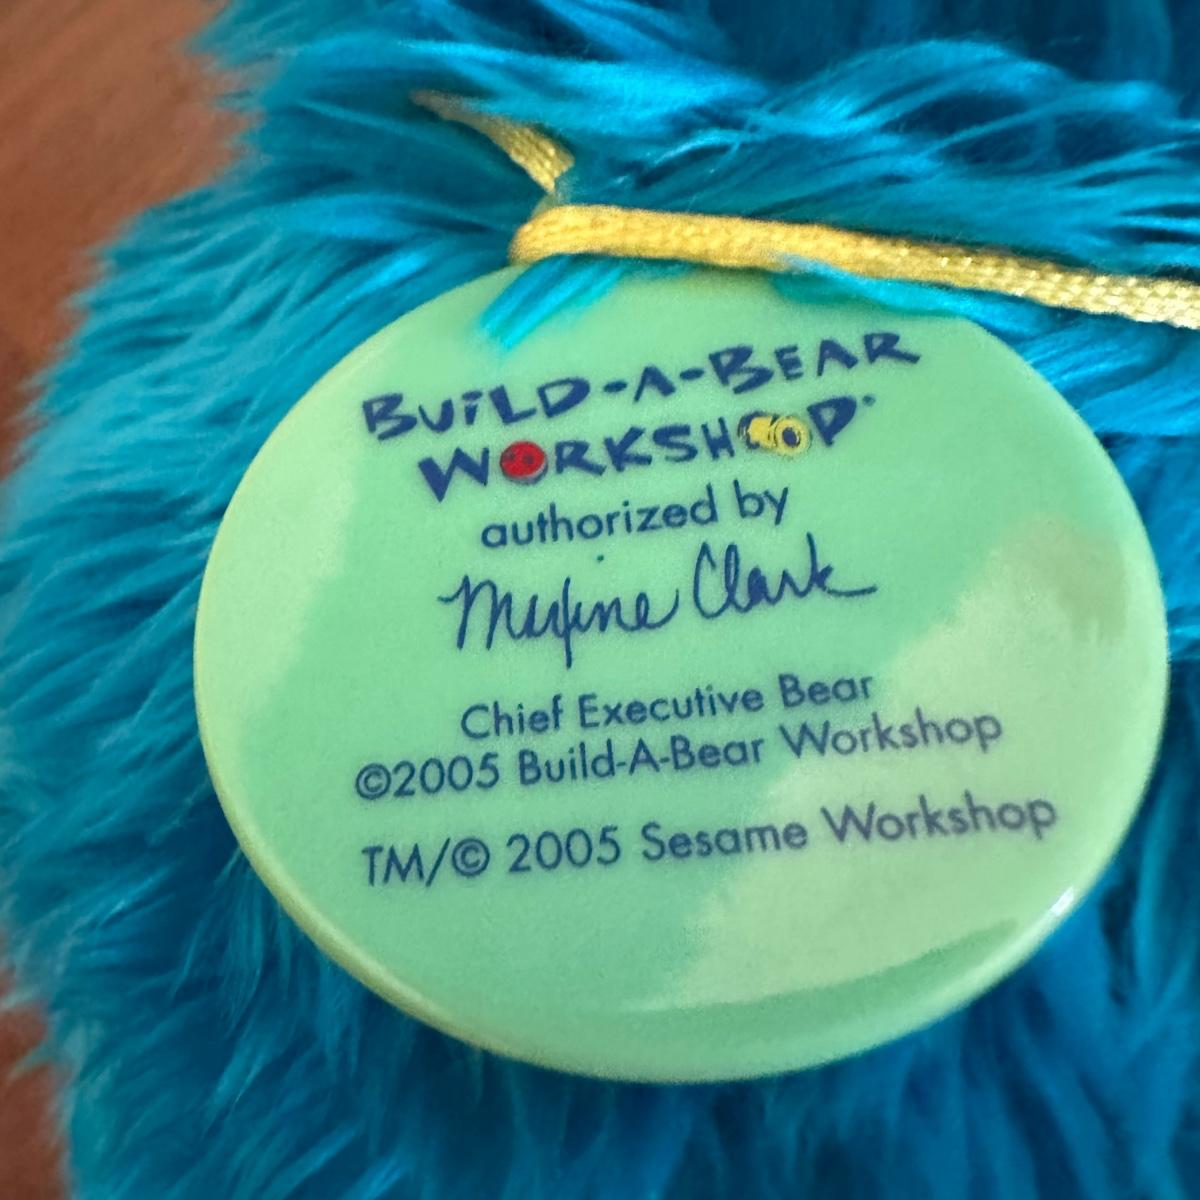 BUiLD-A-BEAR
WORKSHOP®
authorized by
Maxine Clark
Chief Executive Bear
©2005 Build-A-Bear Workshop
TM/© 2005 Sesame Workshop